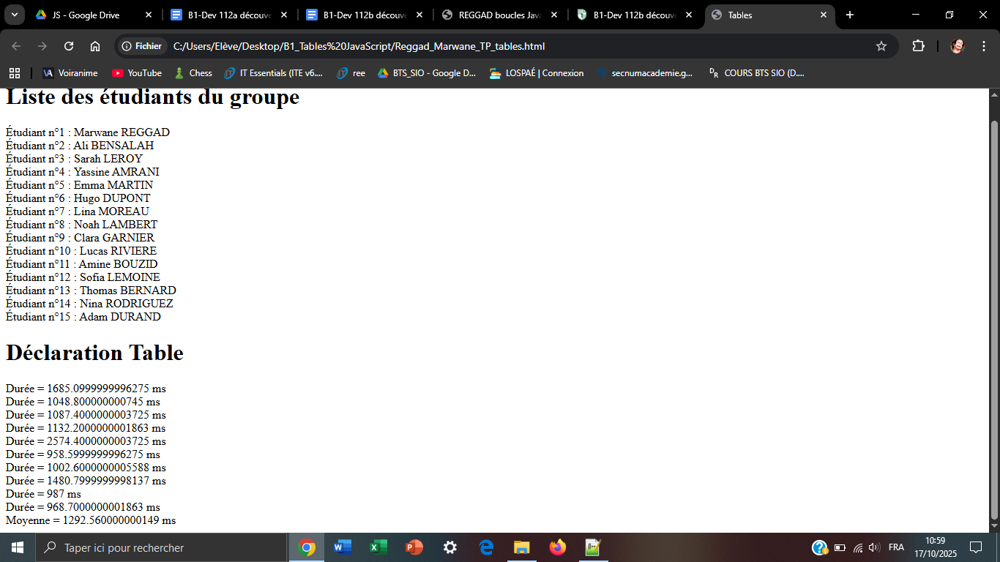 JS - Google Drive
B1-Dev 112a découve
B1-Dev 112b découve
REGGAD boucles Java
B1-Dev 112b découv
Tables
Fichier
C:/Users/Elève/Desktop/B1_Tables%20JavaScript/Reggad_Marwane_TP_tables.html
Voiranime
YouTube
Chess
IT Essentials (ITE v6....
ree
BTS_SIO - Google D...
LOSPAÉ | Connexion
secnumacademie.g...
COURS BTS SIO (D....
Liste des étudiants du groupe
Étudiant n°1 : Marwane REGGAD
Étudiant n°2 : Ali BENSALAH
Étudiant n°3 : Sarah LEROY
Étudiant n°4 : Yassine AMRANI
Étudiant n°5 : Emma MARTIN
Étudiant n°6 : Hugo DUPONT
Étudiant n°7 : Lina MOREAU
Étudiant n°8 : Noah LAMBERT
Étudiant n°9 : Clara GARNIER
Étudiant n°10 : Lucas RIVIERE
Étudiant n°11 : Amine BOUZID
Étudiant n°12 : Sofia LEMOINE
Étudiant n°13 : Thomas BERNARD
Étudiant n°14 : Nina RODRIGUEZ
Étudiant n°15 : Adam DURAND
Déclaration Table
Durée = 1685.0999999996275 ms
Durée = 1048.800000000745 ms
Durée = 1087.4000000003725 ms
Durée = 1132.2000000001863 ms
Durée = 2574.4000000003725 ms
Durée = 958.5999999996275 ms
Durée = 1002.6000000005588 ms
Durée = 1480.7999999998137 ms
Durée = 987 ms
Durée = 968.7000000001863 ms
Moyenne = 1292.560000000149 ms
Taper ici pour rechercher
FRA
10:59
17/10/2025